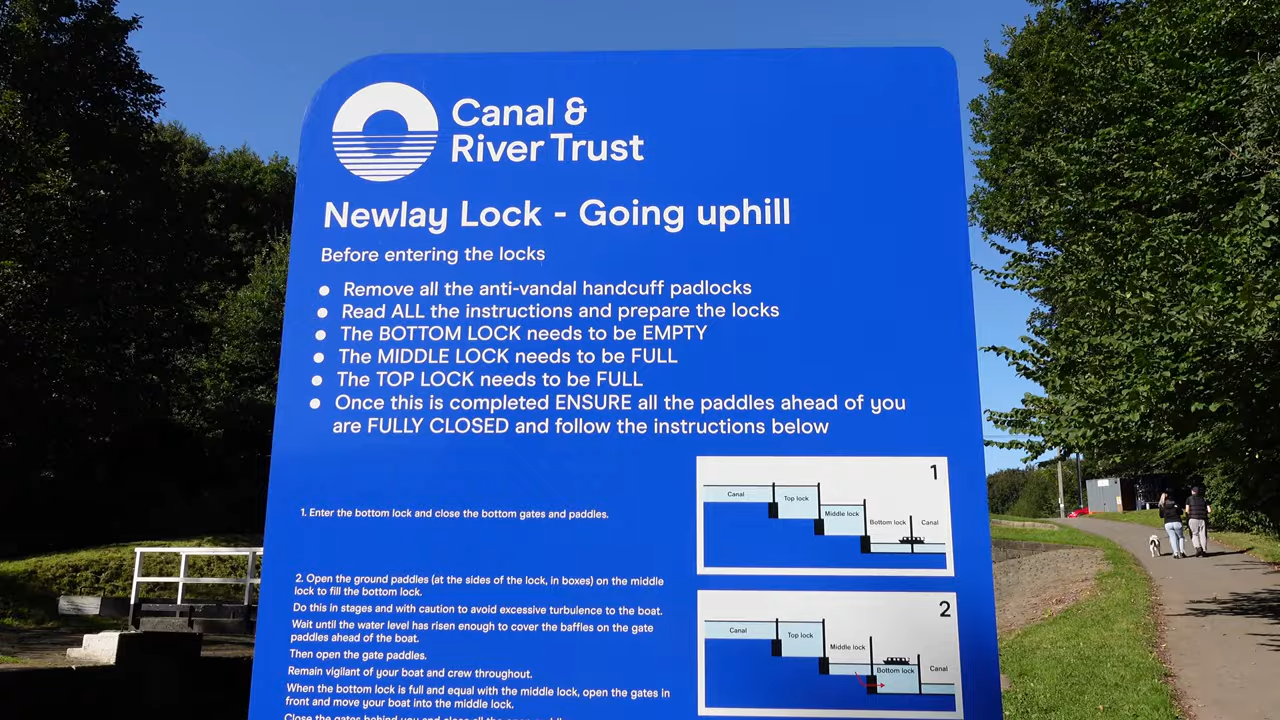 Canal &
River Trust
Newlay Lock - Going uphill
Before entering the locks
Remove all the anti-vandal handcuff padlocks
Read ALL the instructions and prepare the locks
The BOTTOM LOCK needs to be EMPTY
The MIDDLE LOCK needs to be FULL
The TOP LOCK needs to be FULL
Once this is completed ENSURE all the paddles ahead of you
are FULLY CLOSED and follow the instructions below
1. Enter the bottom lock and close the bottom gates and paddles.
1
Canal
Top lock
Middle lock
Bottom lock
Canal
2. Open the ground paddles (at the sides of the lock, in boxes) on the middle
lock to fill the bottom lock.
Do this in stages and with caution to avoid excessive turbulence to the boat.
Wait until the water level has risen enough to cover the baffles on the gate
paddles ahead of the boat.
Then open the gate paddles.
Remain vigilant of your boat and crew throughout.
When the bottom lock is full and equal with the middle lock, open the gates in
front and move your boat into the middle lock.
Close the gates behind you and close all the open
2
Canal
Top lock
Middle lock
Bottom lock
Canal